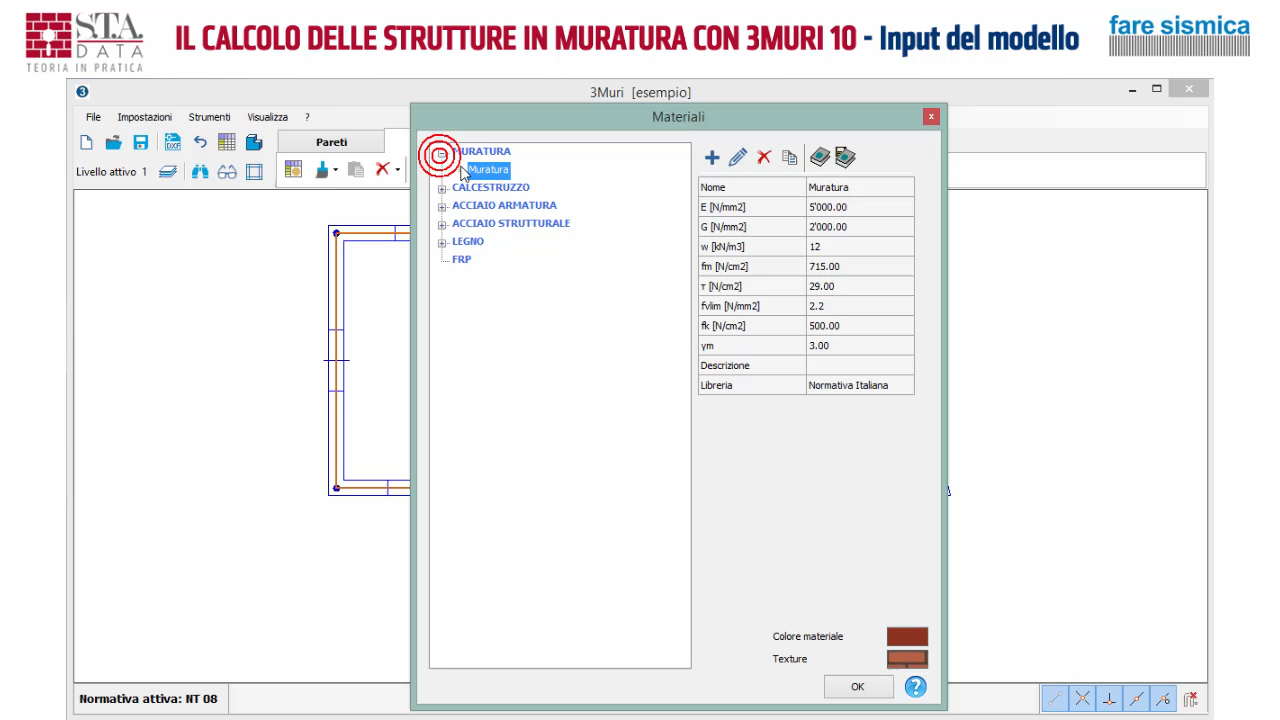 S.T.A.
DATA
TEORIA IN PRATICA
IL CALCOLO DELLE STRUTTURE IN MURATURA CON 3MURI 10 - Input del modello
fare sismica
3
3Muri [esempio]
File Impostazioni Strumenti Visualizza ?
DXF
Pareti
Livello attivo 1
Materiali
x
MURATURA
Muratura
CALCESTRUZZO
ACCIAIO ARMATURA
ACCIAIO STRUTTURALE
LEGNO
FRP
Nome Muratura
E [N/mm2] 5'000.00
G [N/mm2] 2'000.00
w [kN/m3] 12
fm [N/cm2] 715.00
τ [N/cm2] 29.00
fvlim [N/mm2] 2.2
fk [N/cm2] 500.00
γm 3.00
Descrizione
Libreria Normativa Italiana
Colore materiale
Texture
OK ?
Normativa attiva: NT 08